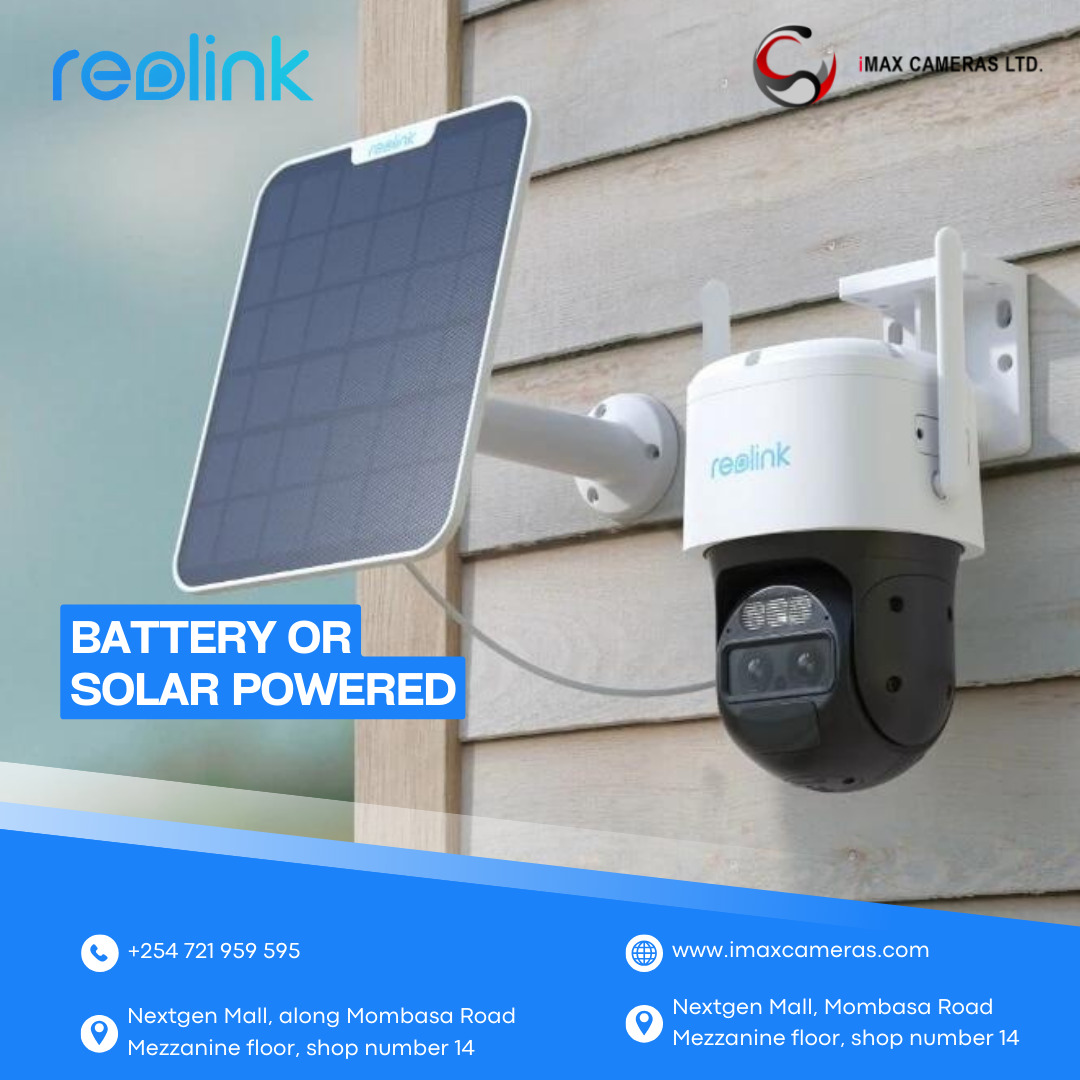 reolink
iMAX CAMERAS LTD.
reolink
reolink
BATTERY OR
SOLAR POWERED
+254 721 959 595
www.imaxcameras.com
Nextgen Mall, along Mombasa Road
Mezzanine floor, shop number 14
Nextgen Mall, Mombasa Road
Mezzanine floor, shop number 14